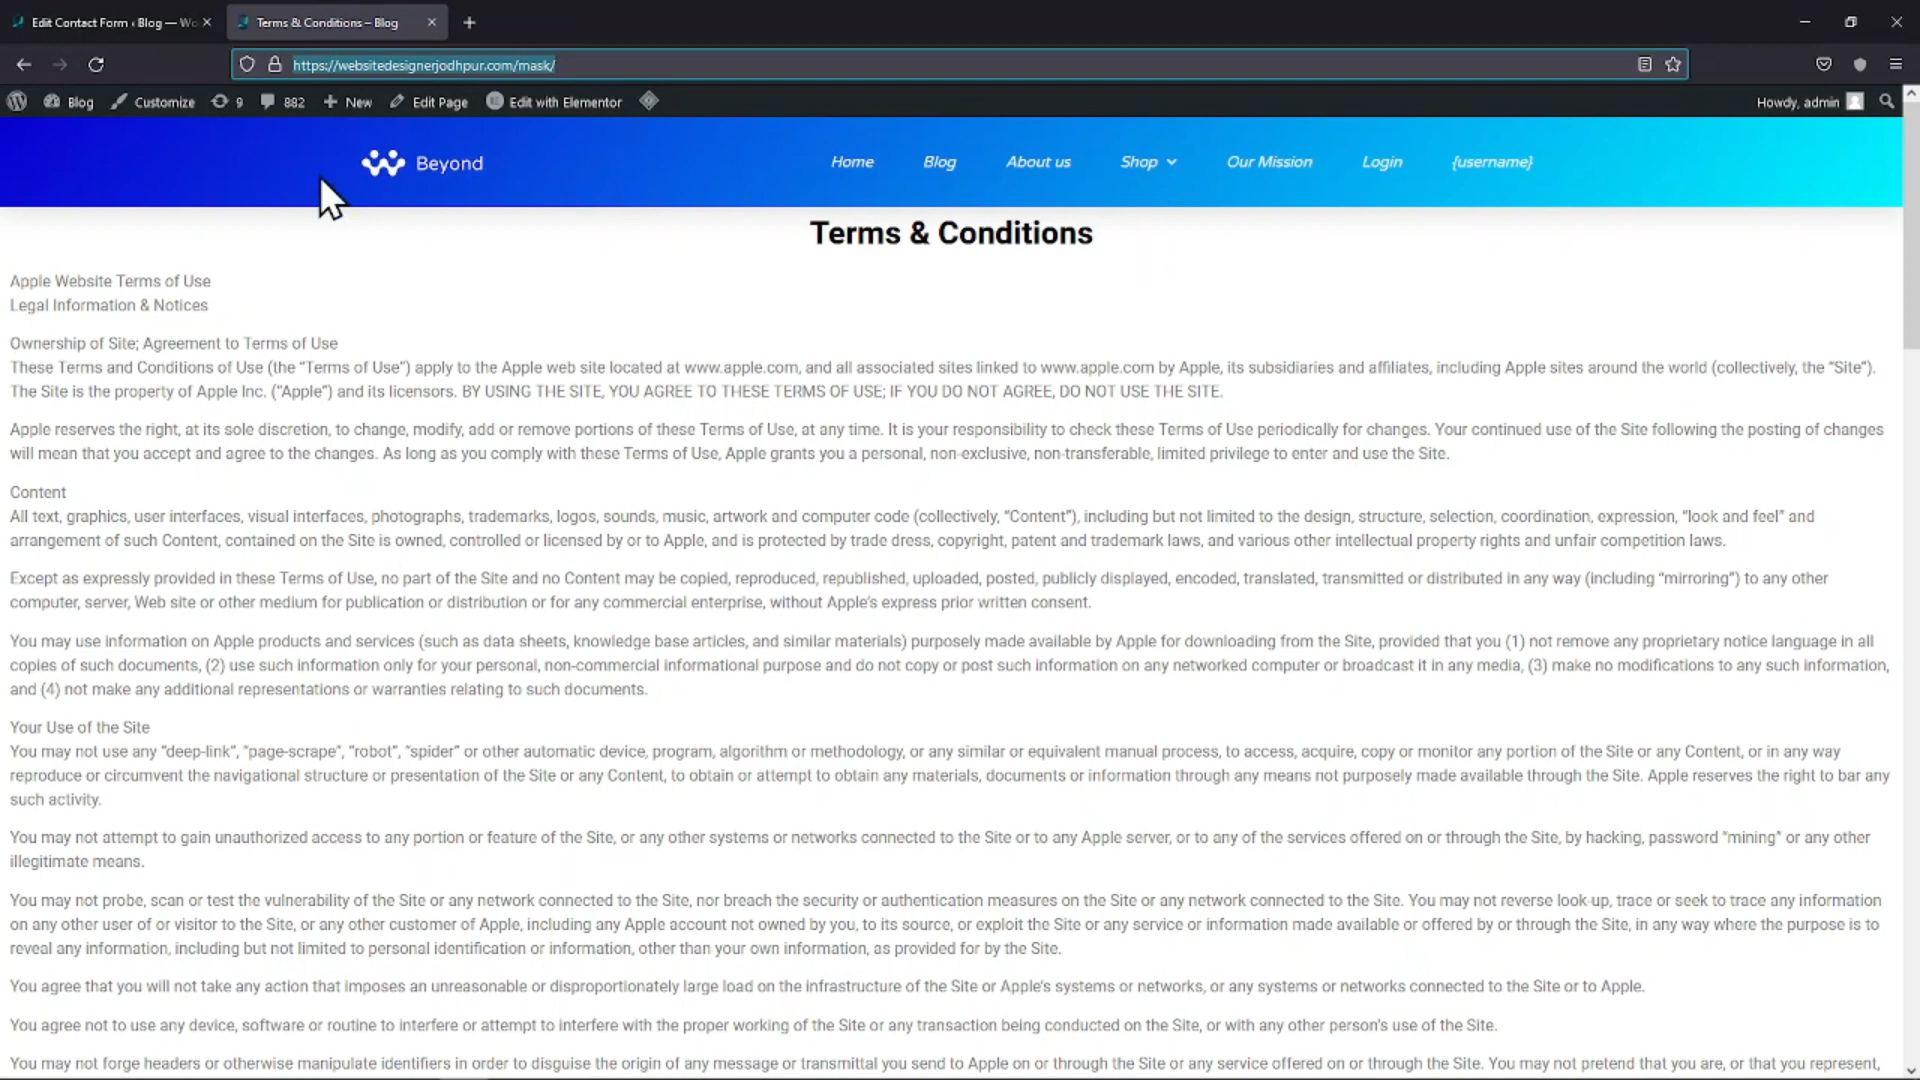 Edit Contact Form ‹ Blog — Wo
Terms & Conditions – Blog
https://websitedesignerjodhpur.com/mask/
Blog Customize 9 882 New Edit Page Edit with Elementor Howdy, admin
Beyond Home Blog About us Shop Our Mission Login {username}
Terms & Conditions
Apple Website Terms of Use
Legal Information & Notices
Ownership of Site; Agreement to Terms of Use
These Terms and Conditions of Use (the “Terms of Use”) apply to the Apple web site located at www.apple.com, and all associated sites linked to www.apple.com by Apple, its subsidiaries and affiliates, including Apple sites around the world (collectively, the “Site”).
The Site is the property of Apple Inc. (“Apple”) and its licensors. BY USING THE SITE, YOU AGREE TO THESE TERMS OF USE; IF YOU DO NOT AGREE, DO NOT USE THE SITE.
Apple reserves the right, at its sole discretion, to change, modify, add or remove portions of these Terms of Use, at any time. It is your responsibility to check these Terms of Use periodically for changes. Your continued use of the Site following the posting of changes
will mean that you accept and agree to the changes. As long as you comply with these Terms of Use, Apple grants you a personal, non-exclusive, non-transferable, limited privilege to enter and use the Site.
Content
All text, graphics, user interfaces, visual interfaces, photographs, trademarks, logos, sounds, music, artwork and computer code (collectively, “Content”), including but not limited to the design, structure, selection, coordination, expression, “look and feel” and
arrangement of such Content, contained on the Site is owned, controlled or licensed by or to Apple, and is protected by trade dress, copyright, patent and trademark laws, and various other intellectual property rights and unfair competition laws.
Except as expressly provided in these Terms of Use, no part of the Site and no Content may be copied, reproduced, republished, uploaded, posted, publicly displayed, encoded, translated, transmitted or distributed in any way (including “mirroring”) to any other
computer, server, Web site or other medium for publication or distribution or for any commercial enterprise, without Apple’s express prior written consent.
You may use information on Apple products and services (such as data sheets, knowledge base articles, and similar materials) purposely made available by Apple for downloading from the Site, provided that you (1) not remove any proprietary notice language in all
copies of such documents, (2) use such information only for your personal, non-commercial informational purpose and do not copy or post such information on any networked computer or broadcast it in any media, (3) make no modifications to any such information,
and (4) not make any additional representations or warranties relating to such documents.
Your Use of the Site
You may not use any “deep-link”, “page-scrape”, “robot”, “spider” or other automatic device, program, algorithm or methodology, or any similar or equivalent manual process, to access, acquire, copy or monitor any portion of the Site or any Content, or in any way
reproduce or circumvent the navigational structure or presentation of the Site or any Content, to obtain or attempt to obtain any materials, documents or information through any means not purposely made available through the Site. Apple reserves the right to bar any
such activity.
You may not attempt to gain unauthorized access to any portion or feature of the Site, or any other systems or networks connected to the Site or to any Apple server, or to any of the services offered on or through the Site, by hacking, password “mining” or any other
illegitimate means.
You may not probe, scan or test the vulnerability of the Site or any network connected to the Site, nor breach the security or authentication measures on the Site or any network connected to the Site. You may not reverse look-up, trace or seek to trace any information
on any other user of or visitor to the Site, or any other customer of Apple, including any Apple account not owned by you, to its source, or exploit the Site or any service or information made available or offered by or through the Site, in any way where the purpose is to
reveal any information, including but not limited to personal identification or information, other than your own information, as provided for by the Site.
You agree that you will not take any action that imposes an unreasonable or disproportionately large load on the infrastructure of the Site or Apple’s systems or networks, or any systems or networks connected to the Site or to Apple.
You agree not to use any device, software or routine to interfere or attempt to interfere with the proper working of the Site or any transaction being conducted on the Site, or with any other person’s use of the Site.
You may not forge headers or otherwise manipulate identifiers in order to disguise the origin of any message or transmittal you send to Apple on or through the Site or any service offered on or through the Site. You may not pretend that you are, or that you represent,